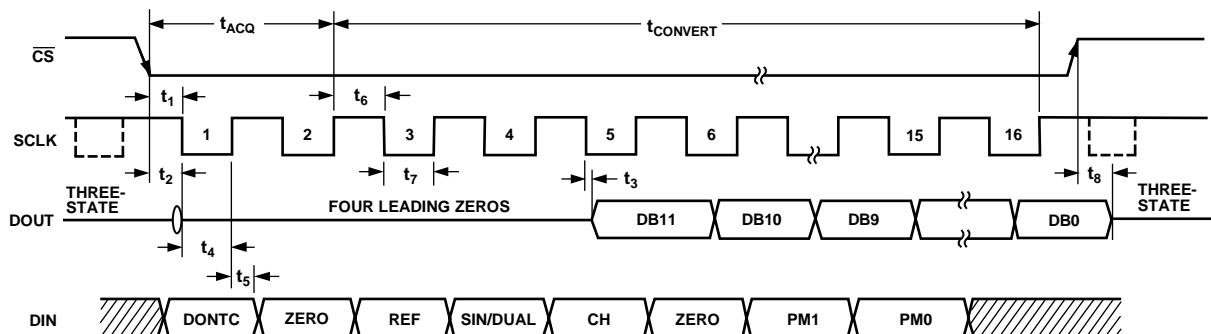 tACQ tCONVERT
CS
t1 t6
SCLK 1 2 3 4 5 6 15 16
t2 t7 t3 t8
THREE-
STATE
DOUT FOUR LEADING ZEROS DB11 DB10 DB9 DB0
THREE-
STATE
t4
t5
DIN DONTC ZERO REF SIN/DUAL CH ZERO PM1 PM0